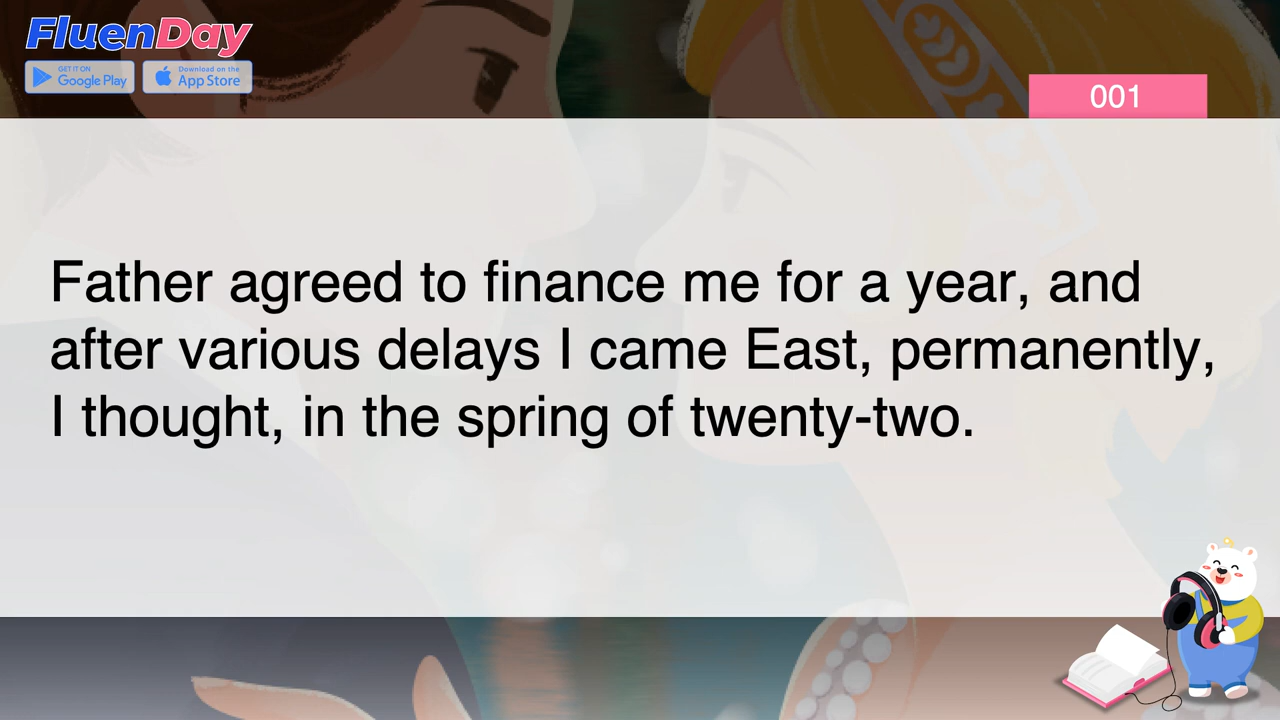 FluenDay
GET IT ON
Google Play
Download on the
App Store
001
Father agreed to finance me for a year, and
after various delays I came East, permanently,
I thought, in the spring of twenty-two.